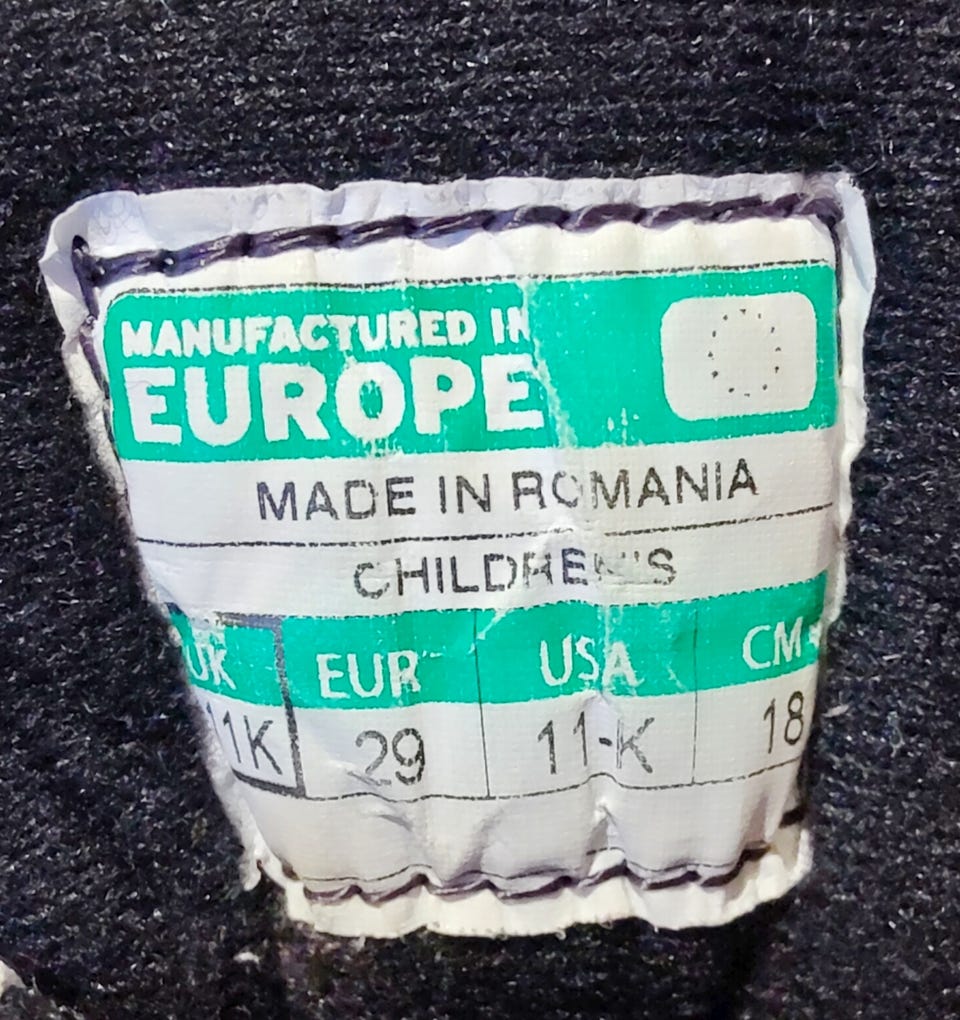 MANUFACTURED IN
EUROPE
MADE IN ROMANIA
CHILDREN'S
UK EUR USA CM
11K 29 11-K 18